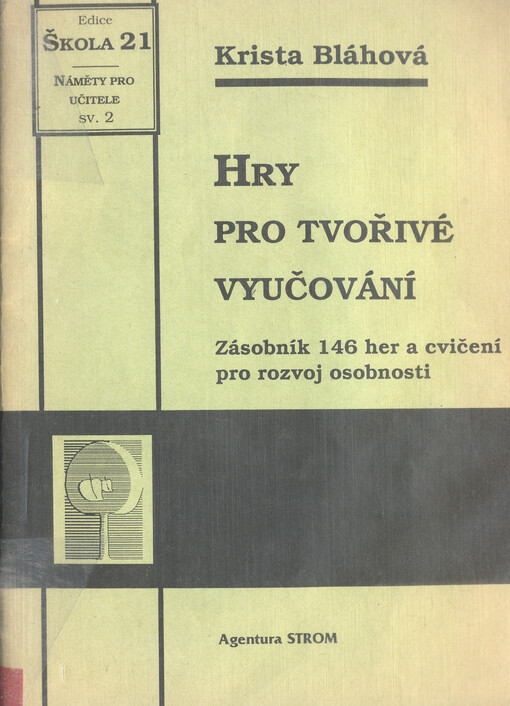 Edice
ŠKOLA 21
NÁMĚTY PRO
UČITELE
SV. 2
Krista Bláhová
HRY
PRO TVOŘIVÉ
VYUČOVÁNÍ
Zásobník 146 her a cvičení
pro rozvoj osobnosti
Agentura STROM